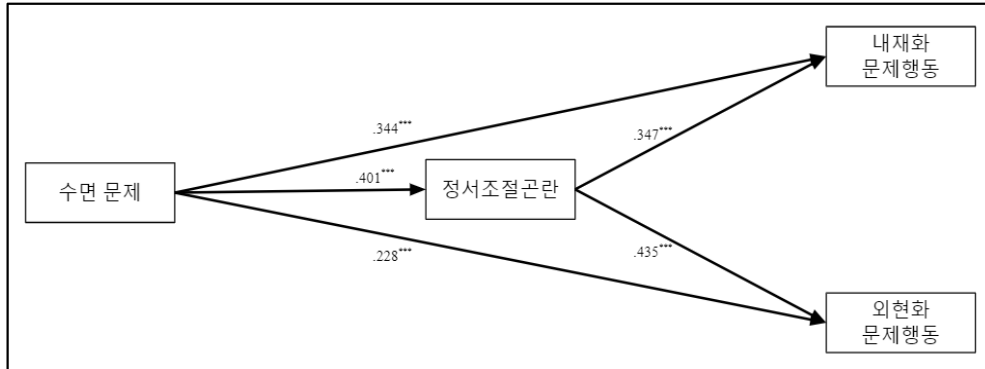 내재화
문제행동
.344***
.347***
수면 문제
.401***
정서조절곤란
.228***
.435***
외현화
문제행동